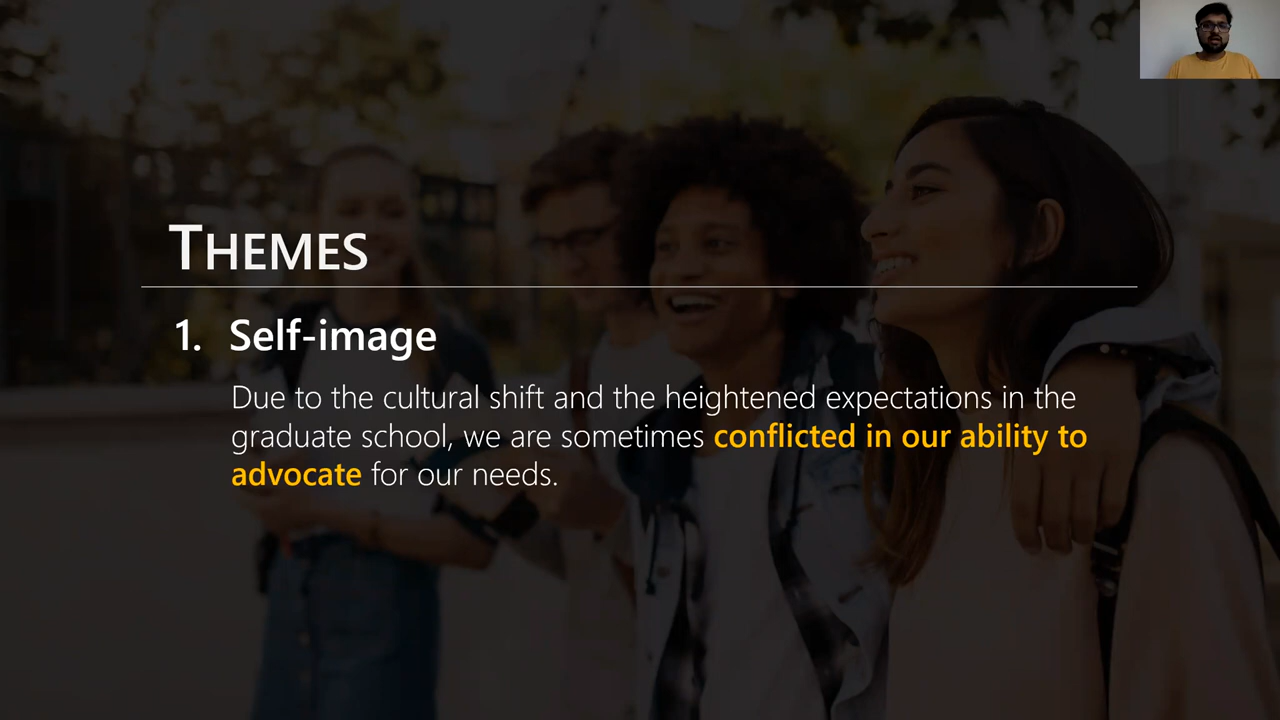 THEMES
1. Self-image
Due to the cultural shift and the heightened expectations in the
graduate school, we are sometimes conflicted in our ability to
advocate for our needs.